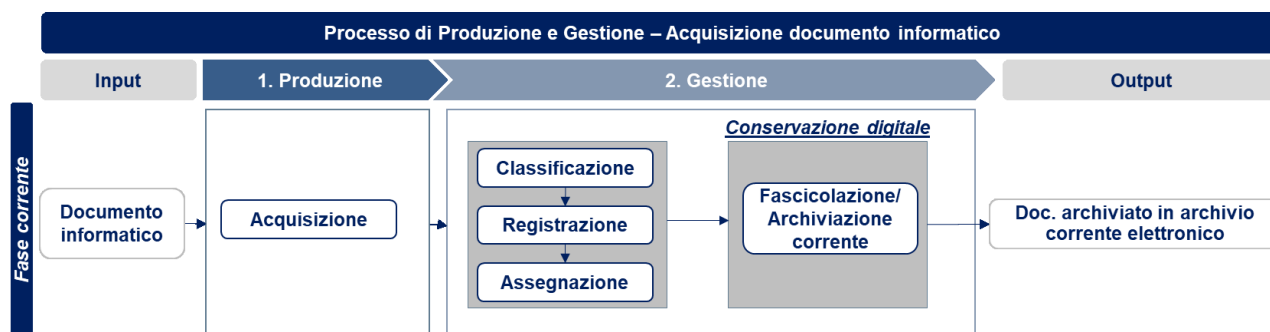 Processo di Produzione e Gestione – Acquisizione documento informatico
Input
1. Produzione
2. Gestione
Output
Fase corrente
Documento
informatico
Acquisizione
Classificazione
Registrazione
Assegnazione
Conservazione digitale
Fascicolazione/
Archiviazione
corrente
Doc. archiviato in archivio
corrente elettronico